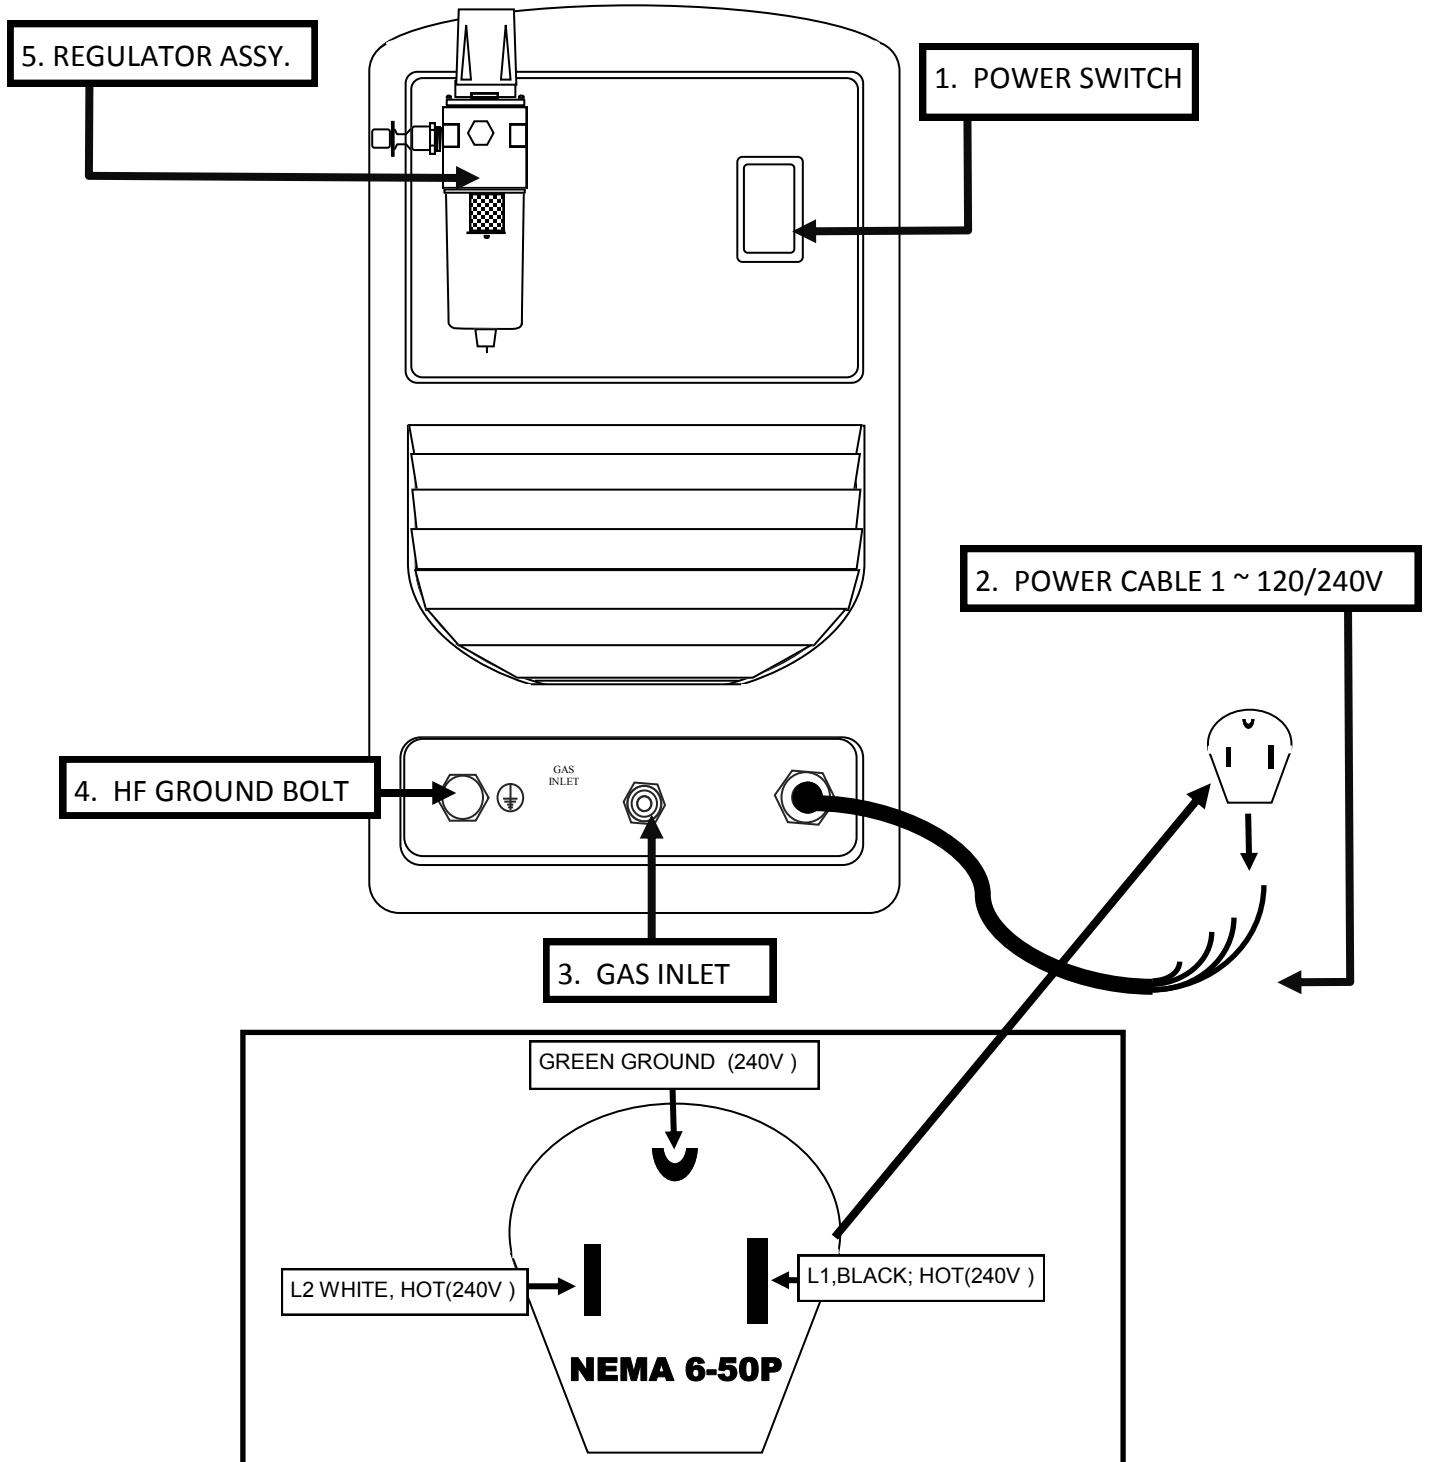 5. REGULATOR ASSY.
1. POWER SWITCH
2. POWER CABLE 1 ~ 120/240V
4. HF GROUND BOLT
GAS
INLET
3. GAS INLET
GREEN GROUND (240V )
L2 WHITE, HOT(240V )
L1,BLACK; HOT(240V )
NEMA 6-50P